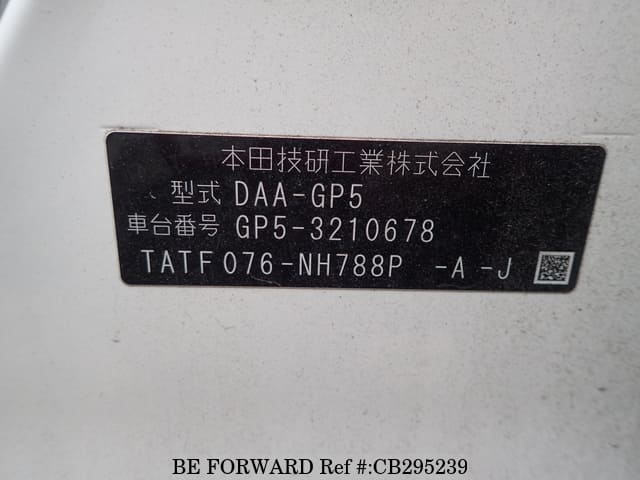 本田技研工業株式会社
型式 DAA-GP5
車台番号 GP5-3210678
TATF076-NH788P -A -J
BE FORWARD Ref #:CB295239